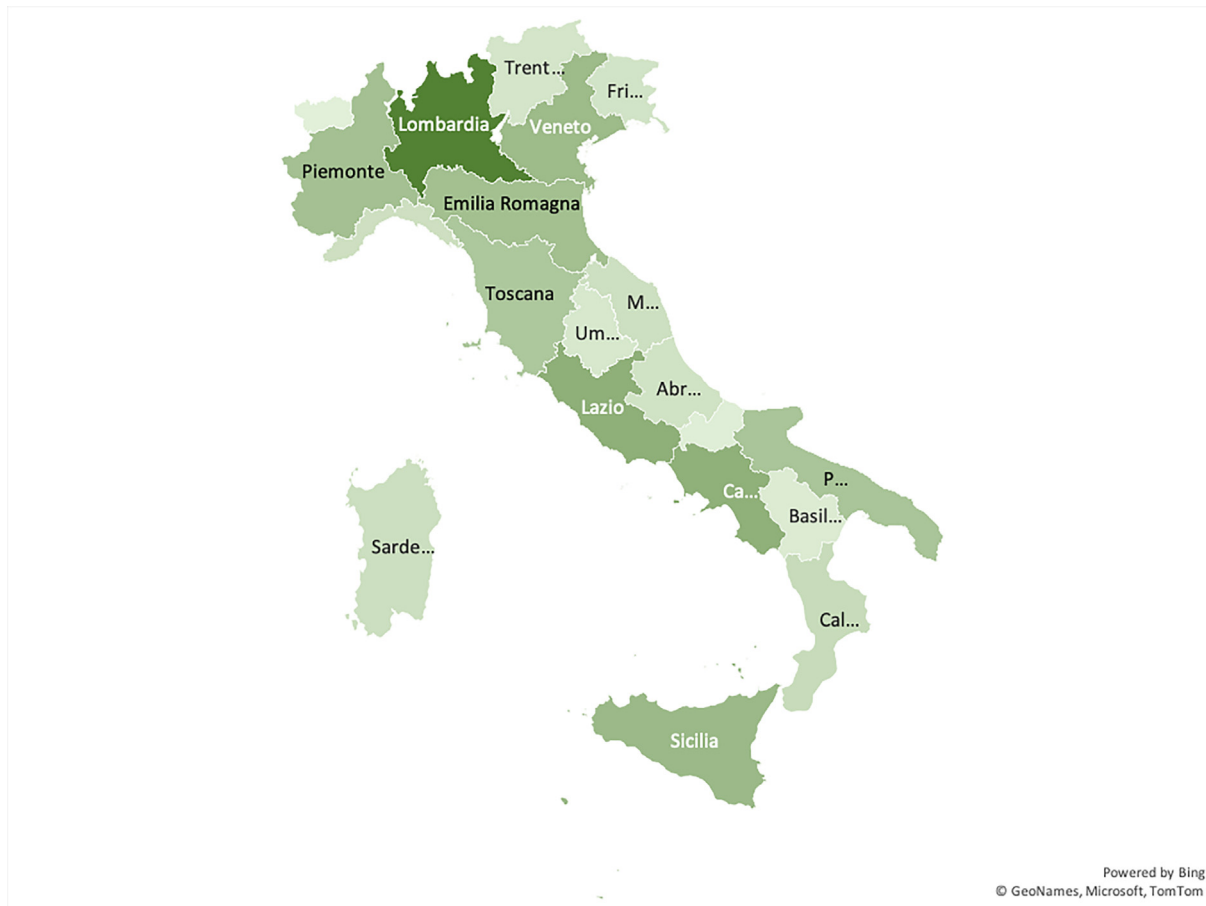 Trent...
Fri...
Lombardia
Veneto
Piemonte
Emilia Romagna
Toscana
M...
Um...
Abr...
Lazio
P...
Ca...
Basil...
Sarde...
Cal...
Sicilia
Powered by Bing
© GeoNames, Microsoft, TomTom